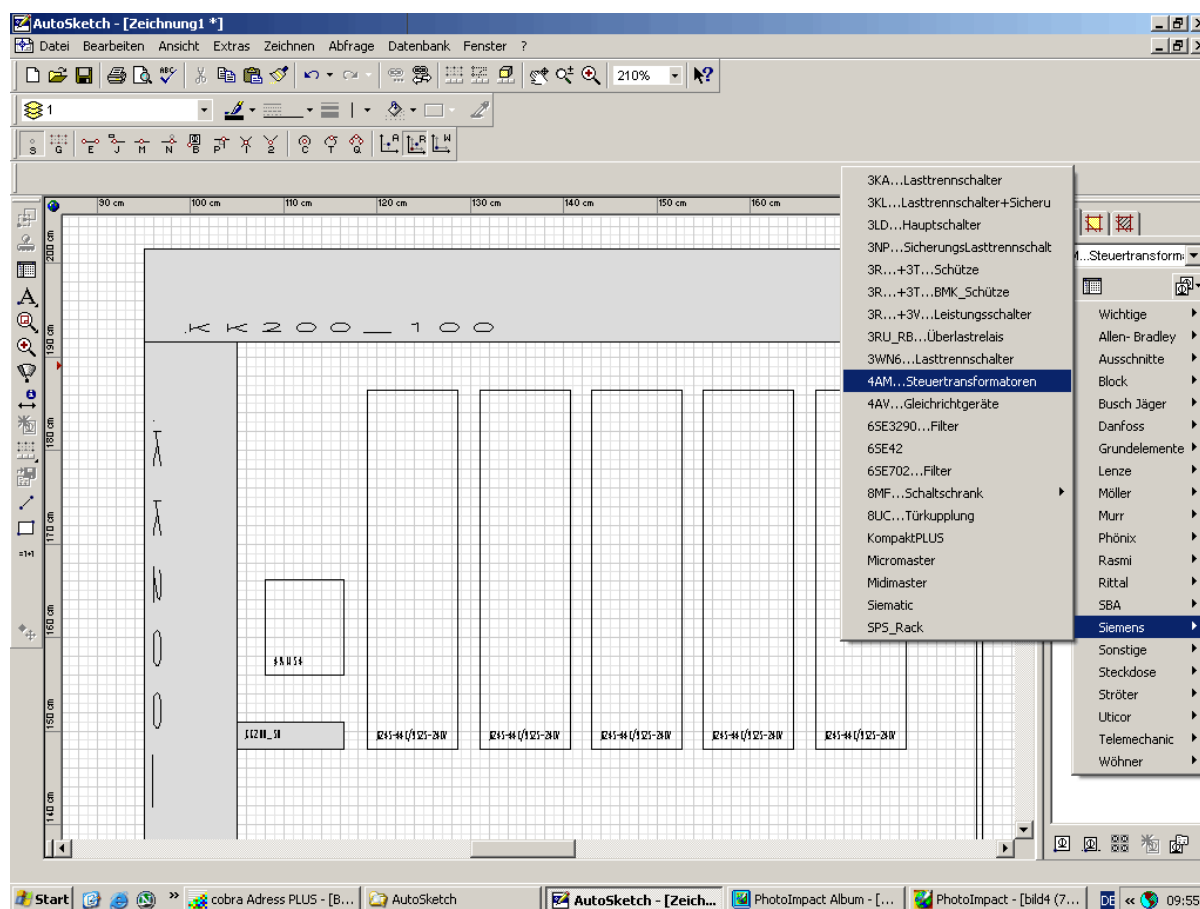 AutoSketch - [Zeichnung1 *]
Datei Bearbeiten Ansicht Extras Zeichnen Abfrage Datenbank Fenster ?
ABC
210%
1
S G E J M N B P 1 2 C T Q A R W
90 cm 100 cm 110 cm 120 cm 130 cm 140 cm 150 cm 160 cm
200 cm
190 cm
180 cm
170 cm
160 cm
150 cm
140 cm
=1+1
.KK200_100
3KA...Lasttrennschalter
3KL...Lasttrennschalter+Sicheru
3LD...Hauptschalter
3NP...SicherungsLasttrennschalt
3R...+3T...Schütze
3R...+3T...BMK_Schütze
3R...+3V...Leistungsschalter
3RU_RB...Überlastrelais
3WN6...Lasttrennschalter
4AM...Steuertransformatoren
4AV...Gleichrichtgeräte
6SE3290...Filter
6SE42
6SE702...Filter
8MF...Schaltschrank
8UC...Türkupplung
KompaktPLUS
Micromaster
Midimaster
Siematic
SPS_Rack
...Steuertransform
Wichtige
Allen- Bradley
Ausschnitte
Block
Busch Jäger
Danfoss
Grundelemente
Lenze
Möller
Murr
Phönix
Rasmi
Rittal
SBA
Siemens
Sonstige
Steckdose
Ströter
Uticor
Telemechanic
Wöhner
Start
cobra Adress PLUS - [B...
AutoSketch
AutoSketch - [Zeich...
PhotoImpact Album - [...
PhotoImpact - [bild4 (7...
DE
09:53